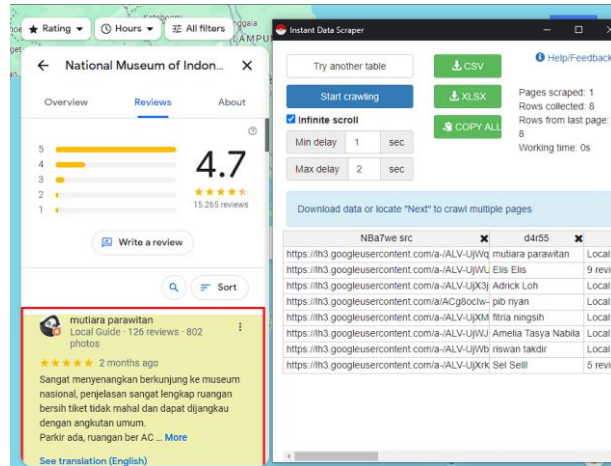 Rating
Hours
All filters
LAMPU
National Museum of Indon...
Overview
Reviews
About
5
4
3
2
1
4.7
15.265 reviews
Write a review
Sort
mutiara parawitan
Local Guide · 126 reviews · 802
photos
2 months ago
Sangat menyenangkan berkunjung ke museum
nasional, penjelasan sangat lengkap ruangan
bersih tiket tidak mahal dan dapat dijangkau
dengan angkutan umum.
Parkir ada, ruangan ber AC ... More
See translation (English)
Instant Data Scraper
Try another table
CSV
Help/Feedback
Start crawling
XLSX
Infinite scroll
COPY ALL
Min delay 1 sec
Max delay 2 sec
Pages scraped: 1
Rows collected: 8
Rows from last page:
8
Working time: 0s
Download data or locate "Next" to crawl multiple pages
NBa7we src
d4r55
https://lh3.googleusercontent.com/a-/ALV-UjWq mutiara parawitan Local
https://lh3.googleusercontent.com/a-/ALV-UjWU Elis Elis 9 revi
https://lh3.googleusercontent.com/a-/ALV-UjX3j Adrick Loh Local
https://lh3.googleusercontent.com/a/ACg8ocIw- pib riyan Local
https://lh3.googleusercontent.com/a-/ALV-UjXM fitria ningsih Local
https://lh3.googleusercontent.com/a-/ALV-UjWJ Amelia Tasya Nabila Local
https://lh3.googleusercontent.com/a-/ALV-UjWb riswan takdir Local
https://lh3.googleusercontent.com/a-/ALV-UjXrk Sel Selll 5 revi